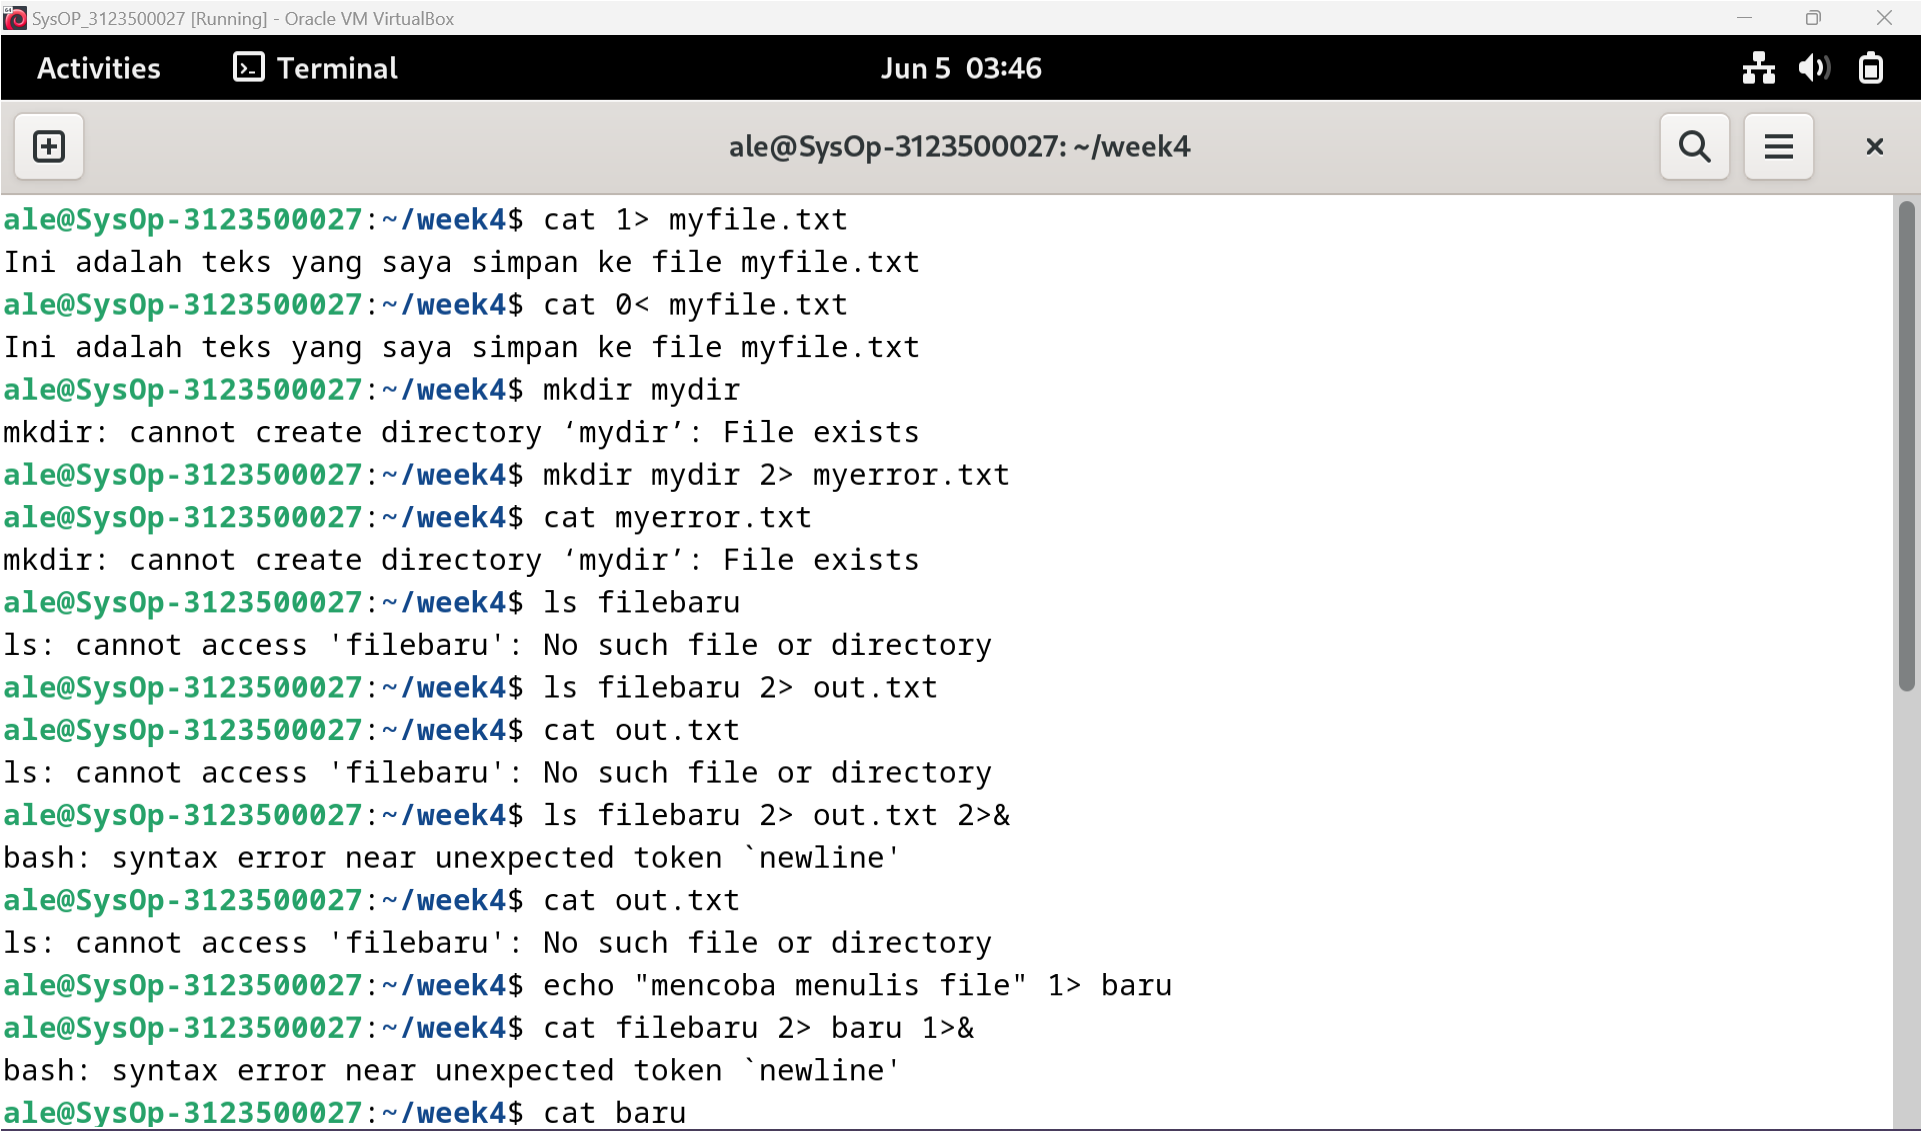 SysOP_3123500027 [Running] - Oracle VM VirtualBox
Activities Terminal Jun 5 03:46
ale@SysOp-3123500027: ~/week4
ale@SysOp-3123500027:~/week4$ cat 1> myfile.txt
Ini adalah teks yang saya simpan ke file myfile.txt
ale@SysOp-3123500027:~/week4$ cat 0< myfile.txt
Ini adalah teks yang saya simpan ke file myfile.txt
ale@SysOp-3123500027:~/week4$ mkdir mydir
mkdir: cannot create directory ‘mydir’: File exists
ale@SysOp-3123500027:~/week4$ mkdir mydir 2> myerror.txt
ale@SysOp-3123500027:~/week4$ cat myerror.txt
mkdir: cannot create directory ‘mydir’: File exists
ale@SysOp-3123500027:~/week4$ ls filebaru
ls: cannot access 'filebaru': No such file or directory
ale@SysOp-3123500027:~/week4$ ls filebaru 2> out.txt
ale@SysOp-3123500027:~/week4$ cat out.txt
ls: cannot access 'filebaru': No such file or directory
ale@SysOp-3123500027:~/week4$ ls filebaru 2> out.txt 2>&
bash: syntax error near unexpected token `newline'
ale@SysOp-3123500027:~/week4$ cat out.txt
ls: cannot access 'filebaru': No such file or directory
ale@SysOp-3123500027:~/week4$ echo "mencoba menulis file" 1> baru
ale@SysOp-3123500027:~/week4$ cat filebaru 2> baru 1>&
bash: syntax error near unexpected token `newline'
ale@SysOp-3123500027:~/week4$ cat baru